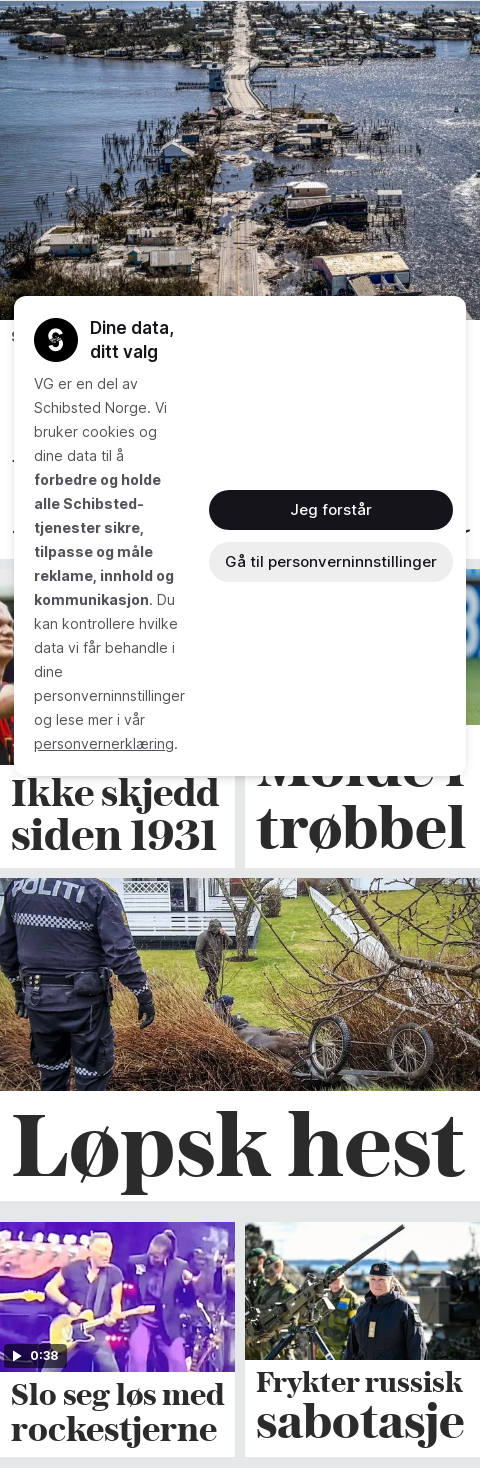 Dine data,
ditt valg
VG er en del av
Schibsted Norge. Vi
bruker cookies og
dine data til å
forbedre og holde
alle Schibsted-
tjenester sikre,
tilpasse og måle
reklame, innhold og
kommunikasjon. Du
kan kontrollere hvilke
data vi får behandle i
dine
personverninnstillinger
og lese mer i vår
personvernerklæring.
Jeg forstår
Gå til personverninnstillinger
Ikke skjedd
siden 1931
Molde i
trøbbel
POLITI
Løpsk hest
0:38
Slo seg løs med
rockestjerne
Frykter russisk
sabotasje